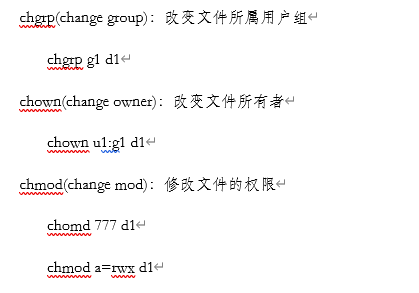 chgrp(change group)：改变文件所属用户组↵
chgrp g1 d1↵
chown(change owner)：改变文件所有者↵
chown u1:g1 d1↵
chmod(change mod)：修改文件的权限↵
chomd 777 d1↵
chmod a=rwx d1↵